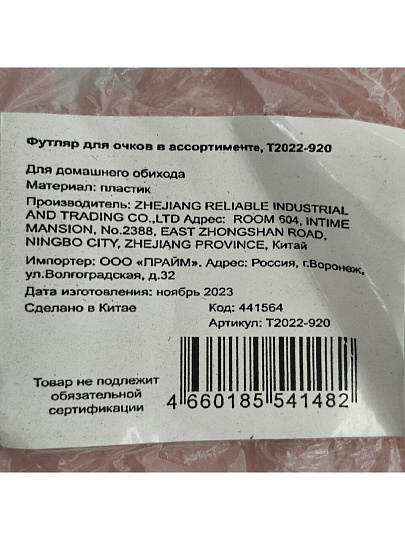 Футляр для очков в ассортименте, T2022-920
Для домашнего обихода
Материал: пластик
Производитель: ZHEJIANG RELIABLE INDUSTRIAL
AND TRADING CO.,LTD Адрес: ROOM 604, INTIME
MANSION, No.2388, EAST ZHONGSHAN ROAD,
NINGBO CITY, ZHEJIANG PROVINCE, Китай
Импортер: ООО «ПРАЙМ». Адрес: Россия, г.Воронеж,
ул.Волгоградская, д.32
Дата изготовления: ноябрь 2023
Сделано в Китае
Код: 441564
Артикул: T2022-920
Товар не подлежит
обязательной
сертификации
4 660185 541482